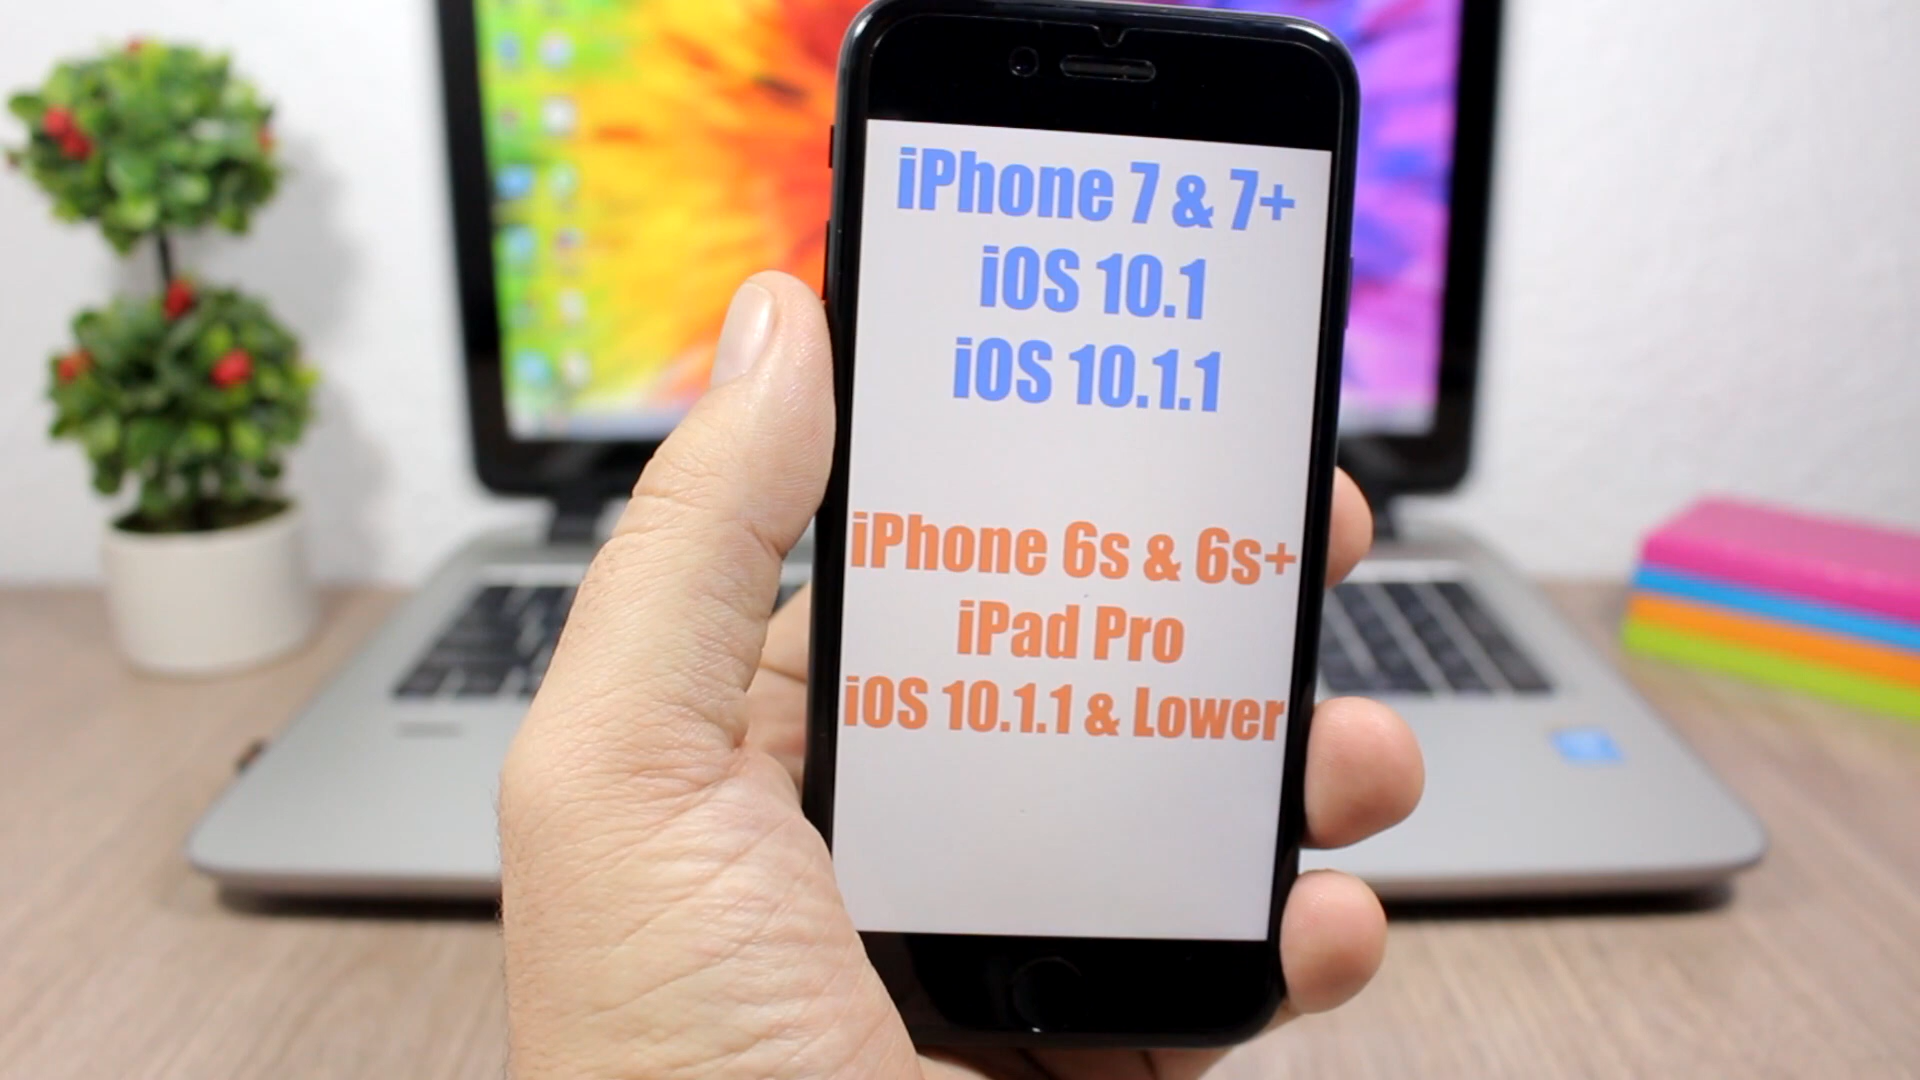 iPhone 7 & 7+
iOS 10.1
iOS 10.1.1
iPhone 6s & 6s+
iPad Pro
iOS 10.1.1 & Lower